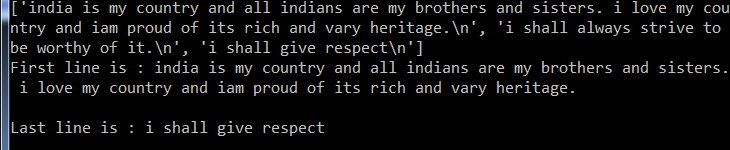 ['india is my country and all indians are my brothers and sisters. i love my cou
ntry and iam proud of its rich and vary heritage.\n', 'i shall always strive to
be worthy of it.\n', 'i shall give respect\n']
First line is : india is my country and all indians are my brothers and sisters.
 i love my country and iam proud of its rich and vary heritage.
Last line is : i shall give respect